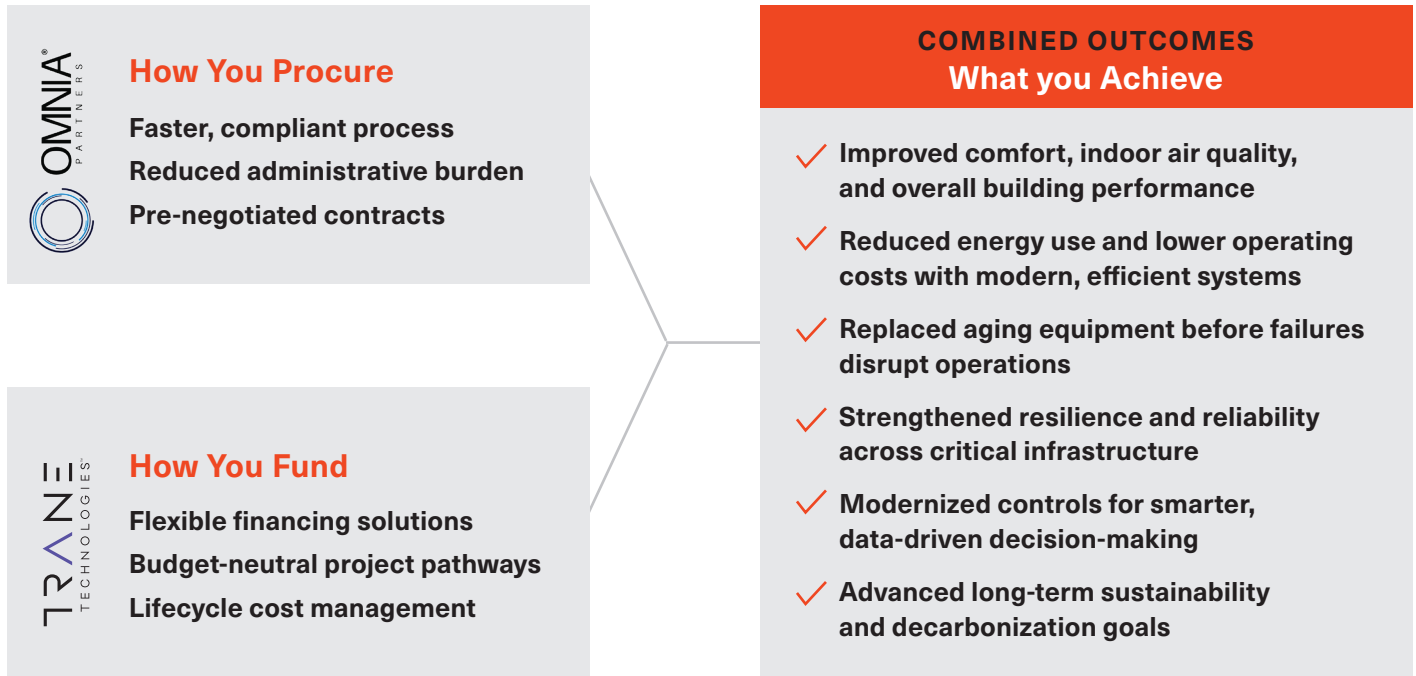 OMNIA®
PARTNERS
How You Procure
Faster, compliant process
Reduced administrative burden
Pre-negotiated contracts
TRANE
TECHNOLOGIES™
How You Fund
Flexible financing solutions
Budget-neutral project pathways
Lifecycle cost management
COMBINED OUTCOMES
What you Achieve
Improved comfort, indoor air quality,
and overall building performance
Reduced energy use and lower operating
costs with modern, efficient systems
Replaced aging equipment before failures
disrupt operations
Strengthened resilience and reliability
across critical infrastructure
Modernized controls for smarter,
data-driven decision-making
Advanced long-term sustainability
and decarbonization goals